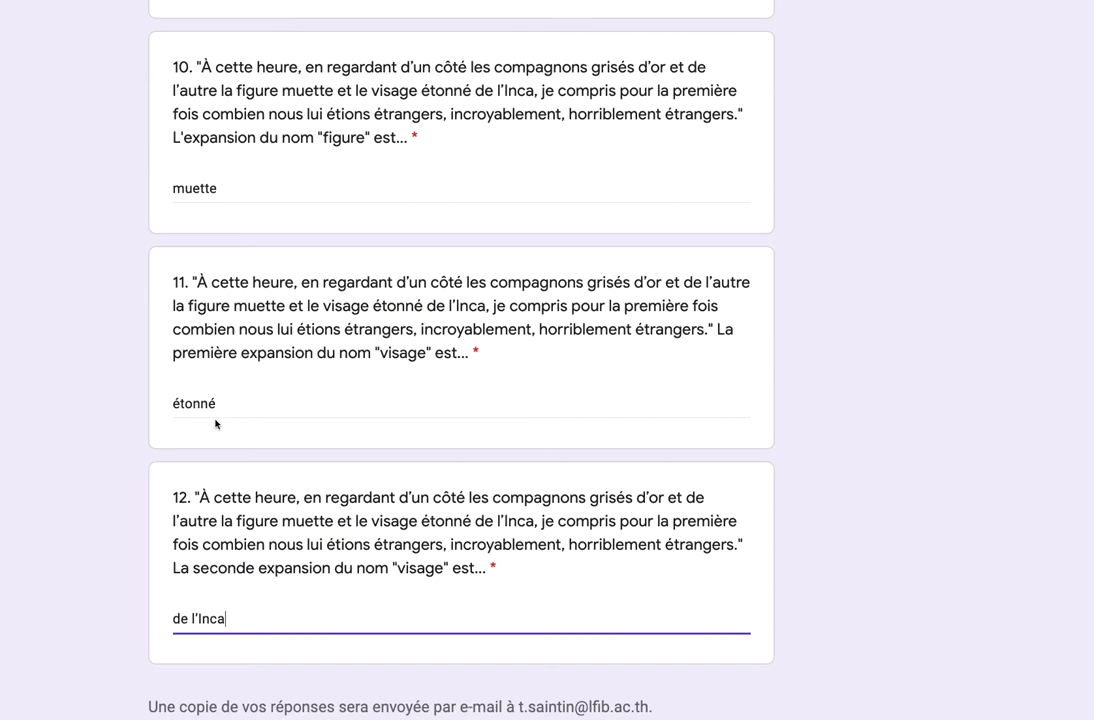 10. "À cette heure, en regardant d’un côté les compagnons grisés d’or et de
l’autre la figure muette et le visage étonné de l’Inca, je compris pour la première
fois combien nous lui étions étrangers, incroyablement, horriblement étrangers."
L'expansion du nom "figure" est... *
muette
11. "À cette heure, en regardant d’un côté les compagnons grisés d’or et de l’autre
la figure muette et le visage étonné de l’Inca, je compris pour la première fois
combien nous lui étions étrangers, incroyablement, horriblement étrangers." La
première expansion du nom "visage" est... *
étonné
12. "À cette heure, en regardant d’un côté les compagnons grisés d’or et de
l’autre la figure muette et le visage étonné de l’Inca, je compris pour la première
fois combien nous lui étions étrangers, incroyablement, horriblement étrangers."
La seconde expansion du nom "visage" est... *
de l’Inca
Une copie de vos réponses sera envoyée par e-mail à t.saintin@lfib.ac.th.